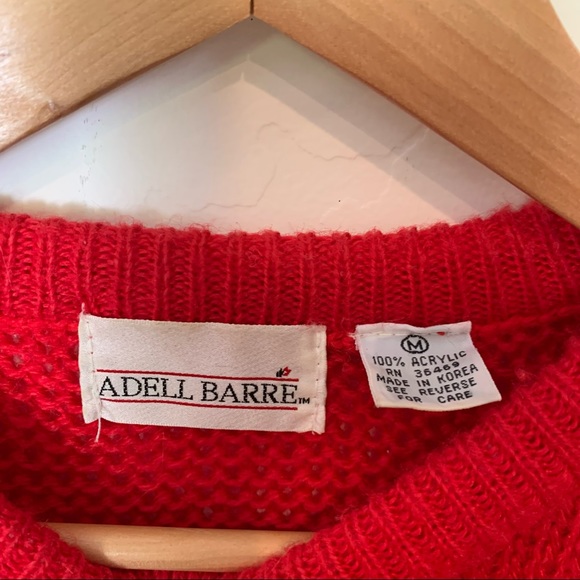 ADELL BARRE™
M
100% ACRYLIC
RN 36469
MADE IN KOREA
SEE REVERSE
FOR CARE